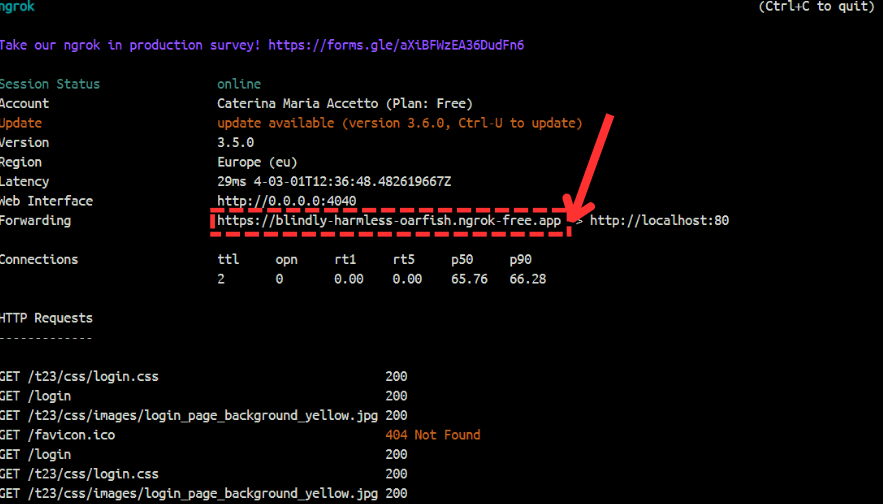 ngrok (Ctrl+C to quit)
Take our ngrok in production survey! https://forms.gle/aXiBFWzEA36DudFn6
Session Status online
Account Caterina Maria Accetto (Plan: Free)
Update update available (version 3.6.0, Ctrl-U to update)
Version 3.5.0
Region Europe (eu)
Latency 29ms 4-03-01T12:36:48.482619667Z
Web Interface http://0.0.0.0:4040
Forwarding https://blindly-harmless-oarfish.ngrok-free.app > http://localhost:80
Connections ttl opn rt1 rt5 p50 p90
2 0 0.00 0.00 65.76 66.28
HTTP Requests
-------------
GET /t23/css/login.css 200
GET /login 200
GET /t23/css/images/login_page_background_yellow.jpg 200
GET /favicon.ico 404 Not Found
GET /login 200
GET /t23/css/login.css 200
GET /t23/css/images/login_page_background_yellow.jpg 200